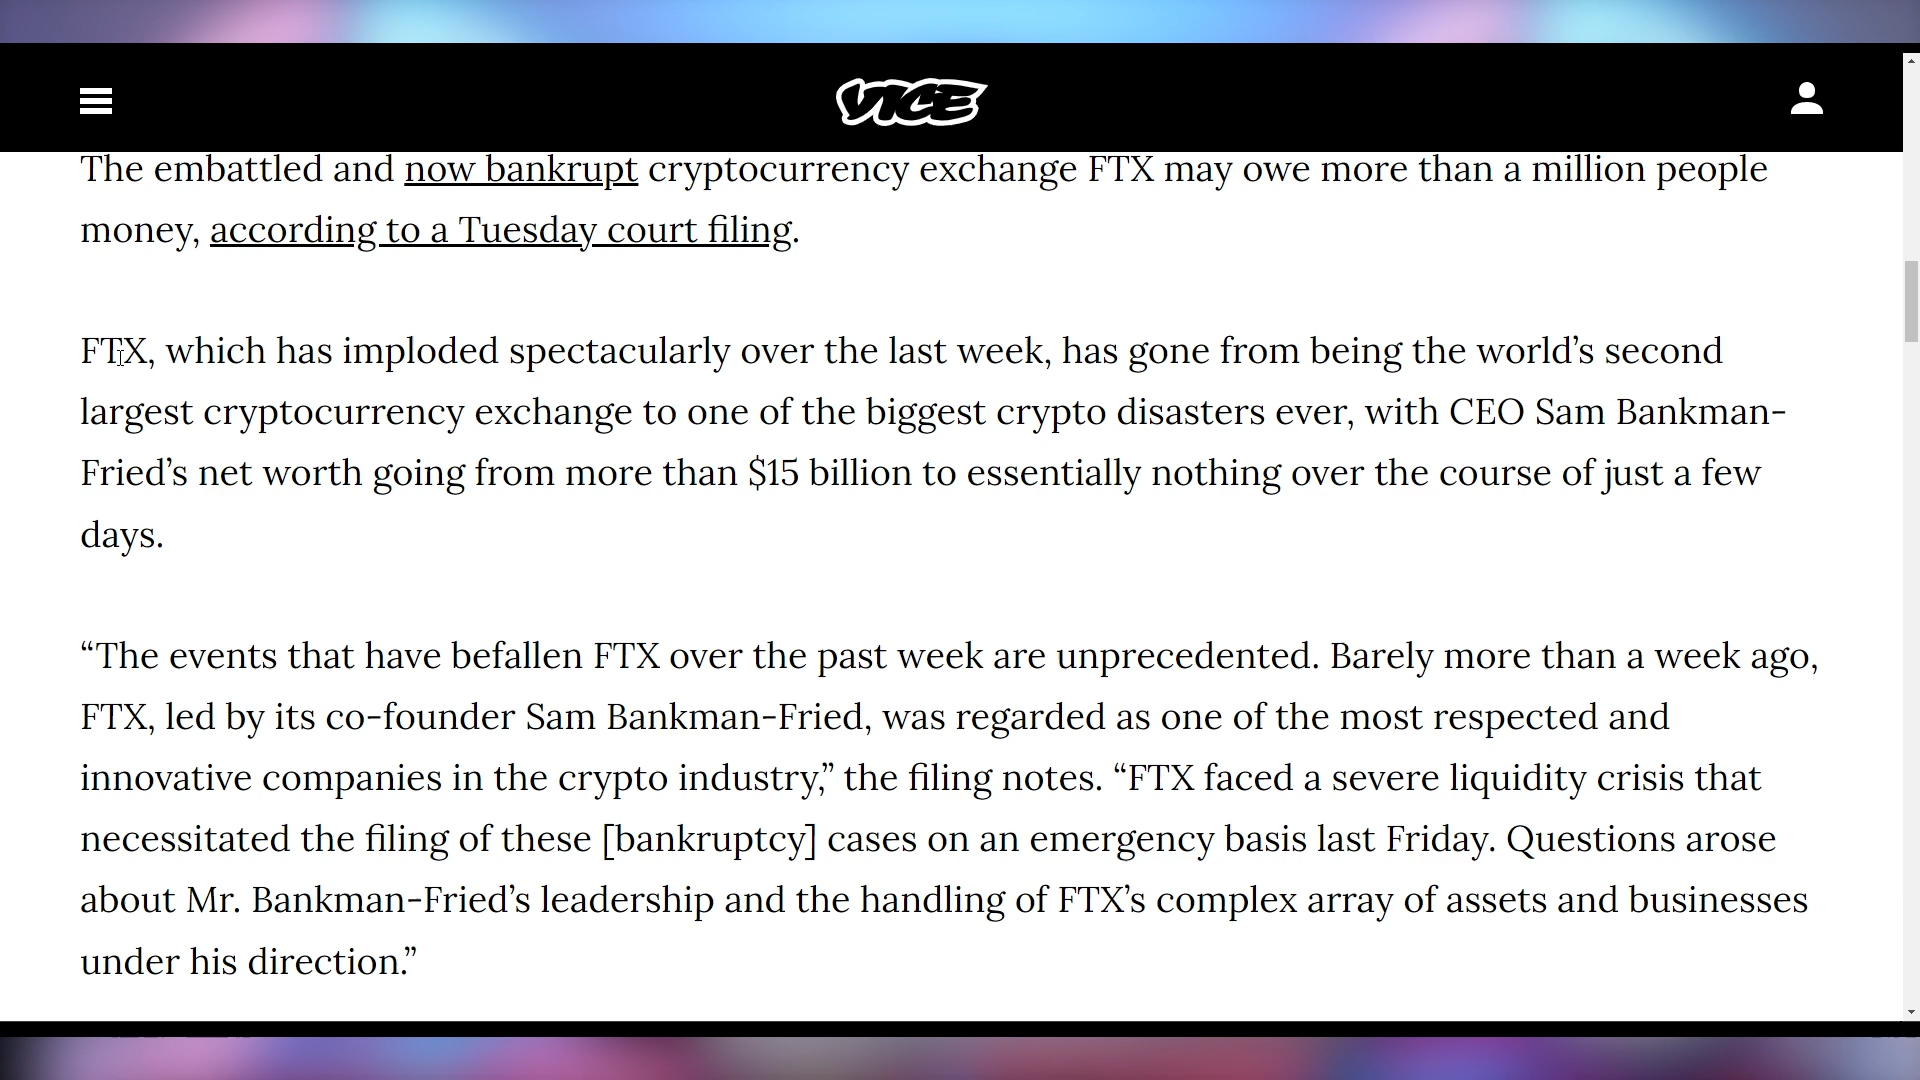 VICE
The embattled and now bankrupt cryptocurrency exchange FTX may owe more than a million people
money, according to a Tuesday court filing.
FTX, which has imploded spectacularly over the last week, has gone from being the world’s second
largest cryptocurrency exchange to one of the biggest crypto disasters ever, with CEO Sam Bankman-
Fried’s net worth going from more than $15 billion to essentially nothing over the course of just a few
days.
“The events that have befallen FTX over the past week are unprecedented. Barely more than a week ago,
FTX, led by its co-founder Sam Bankman-Fried, was regarded as one of the most respected and
innovative companies in the crypto industry,” the filing notes. “FTX faced a severe liquidity crisis that
necessitated the filing of these [bankruptcy] cases on an emergency basis last Friday. Questions arose
about Mr. Bankman-Fried’s leadership and the handling of FTX’s complex array of assets and businesses
under his direction.”